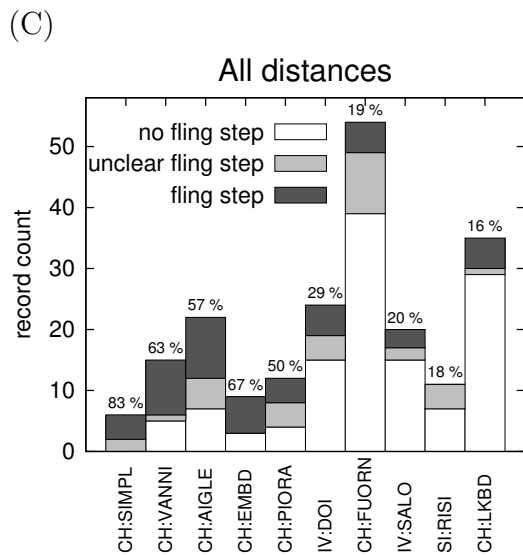 (C)
All distances
no fling step
unclear fling step
fling step
record count
50
40
30
20
10
0
83 %
63 %
57 %
67 %
50 %
29 %
19 %
20 %
18 %
16 %
CH:SIMPL
CH:VANNI
CH:AIGLE
CH:EMBD
CH:PIORA
IV:DOI
CH:FUORN
IV:SALO
SI:RISI
CH:LKBD